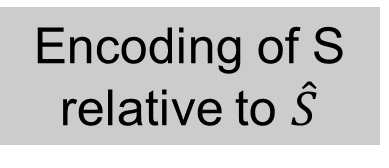 Encoding of S
relative to Ŝ